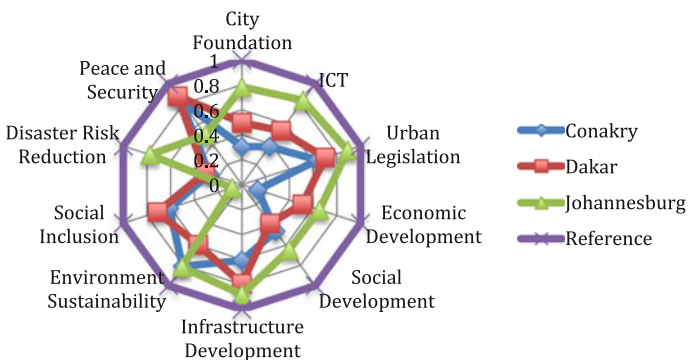 City
Foundation
ICT
Urban
Legislation
Economic
Development
Social
Development
Infrastructure
Development
Environment
Sustainability
Social
Inclusion
Disaster Risk
Reduction
Peace and
Security
1
0.8
0.6
0.4
0.2
0
Conakry
Dakar
Johannesburg
Reference